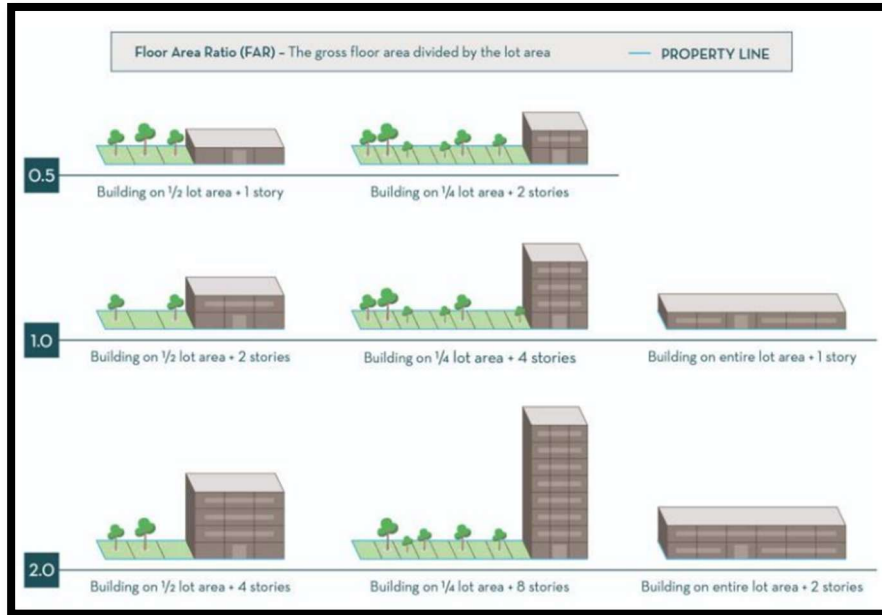 Floor Area Ratio (FAR) – The gross floor area divided by the lot area
PROPERTY LINE
0.5
Building on ½ lot area + 1 story
Building on ¼ lot area + 2 stories
1.0
Building on ½ lot area + 2 stories
Building on ¼ lot area + 4 stories
Building on entire lot area + 1 story
2.0
Building on ½ lot area + 4 stories
Building on ¼ lot area + 8 stories
Building on entire lot area + 2 stories